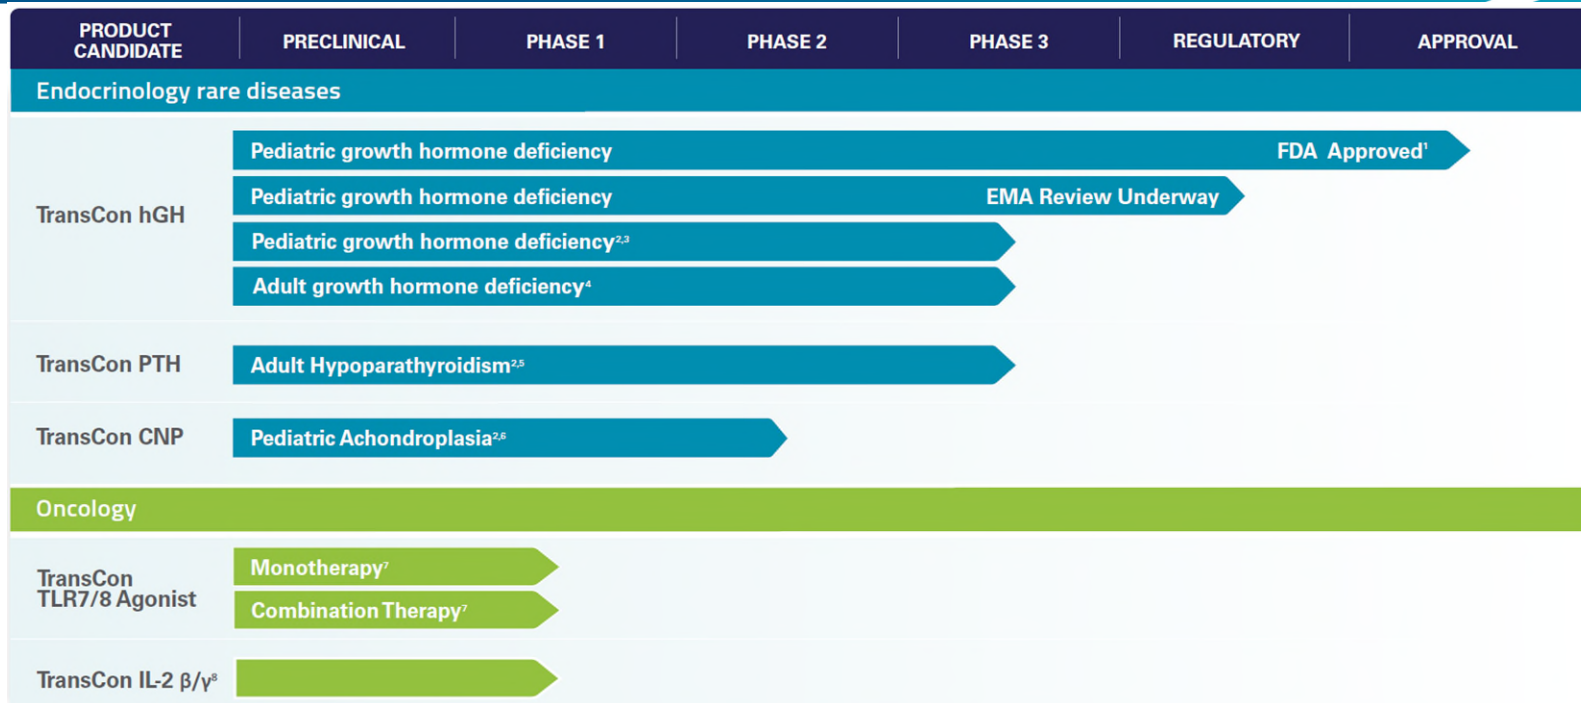 PRODUCT
CANDIDATE
PRECLINICAL
PHASE 1
PHASE 2
PHASE 3
REGULATORY
APPROVAL
Endocrinology rare diseases
TransCon hGH
Pediatric growth hormone deficiency
FDA Approved¹
Pediatric growth hormone deficiency
EMA Review Underway
Pediatric growth hormone deficiency²,³
Adult growth hormone deficiency⁴
TransCon PTH
Adult Hypoparathyroidism²,⁵
TransCon CNP
Pediatric Achondroplasia²,⁶
Oncology
TransCon
TLR7/8 Agonist
Monotherapy⁷
Combination Therapy⁷
TransCon IL-2 β/γ⁸